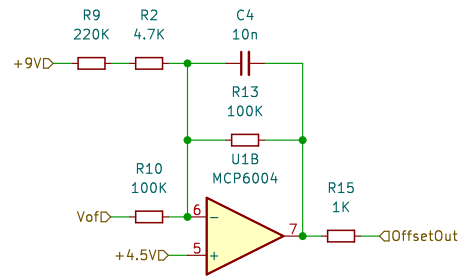 R9 R2 C4
220K 4.7K 10n
+9V
R13
100K
R10 U1B
100K MCP6004
R15
Vof 6 − 7 1K
OffsetOut
+4.5V 5 +